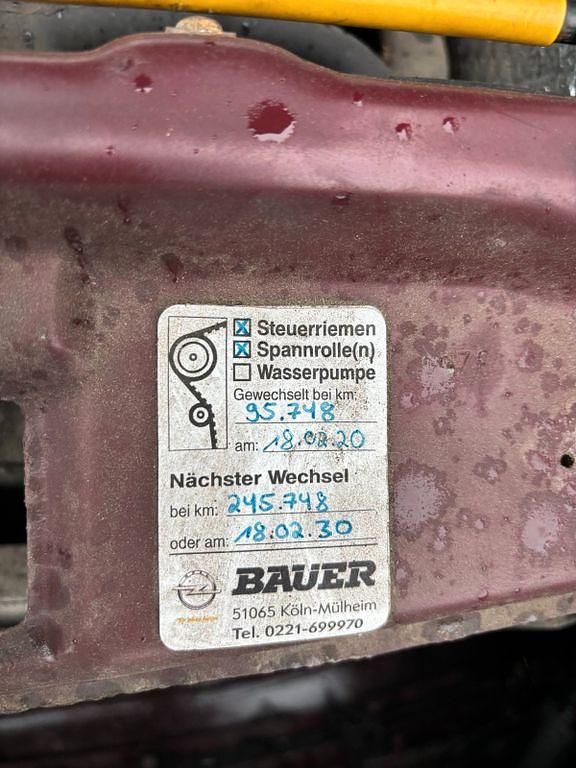 Steuerriemen
Spannrolle(n)
Wasserpumpe
Gewechselt bei km:
95.748
am: 18.02.20
Nächster Wechsel
bei km: 245.748
oder am: 18.02.30
BAUER
51065 Köln-Mülheim
Tel. 0221-699970